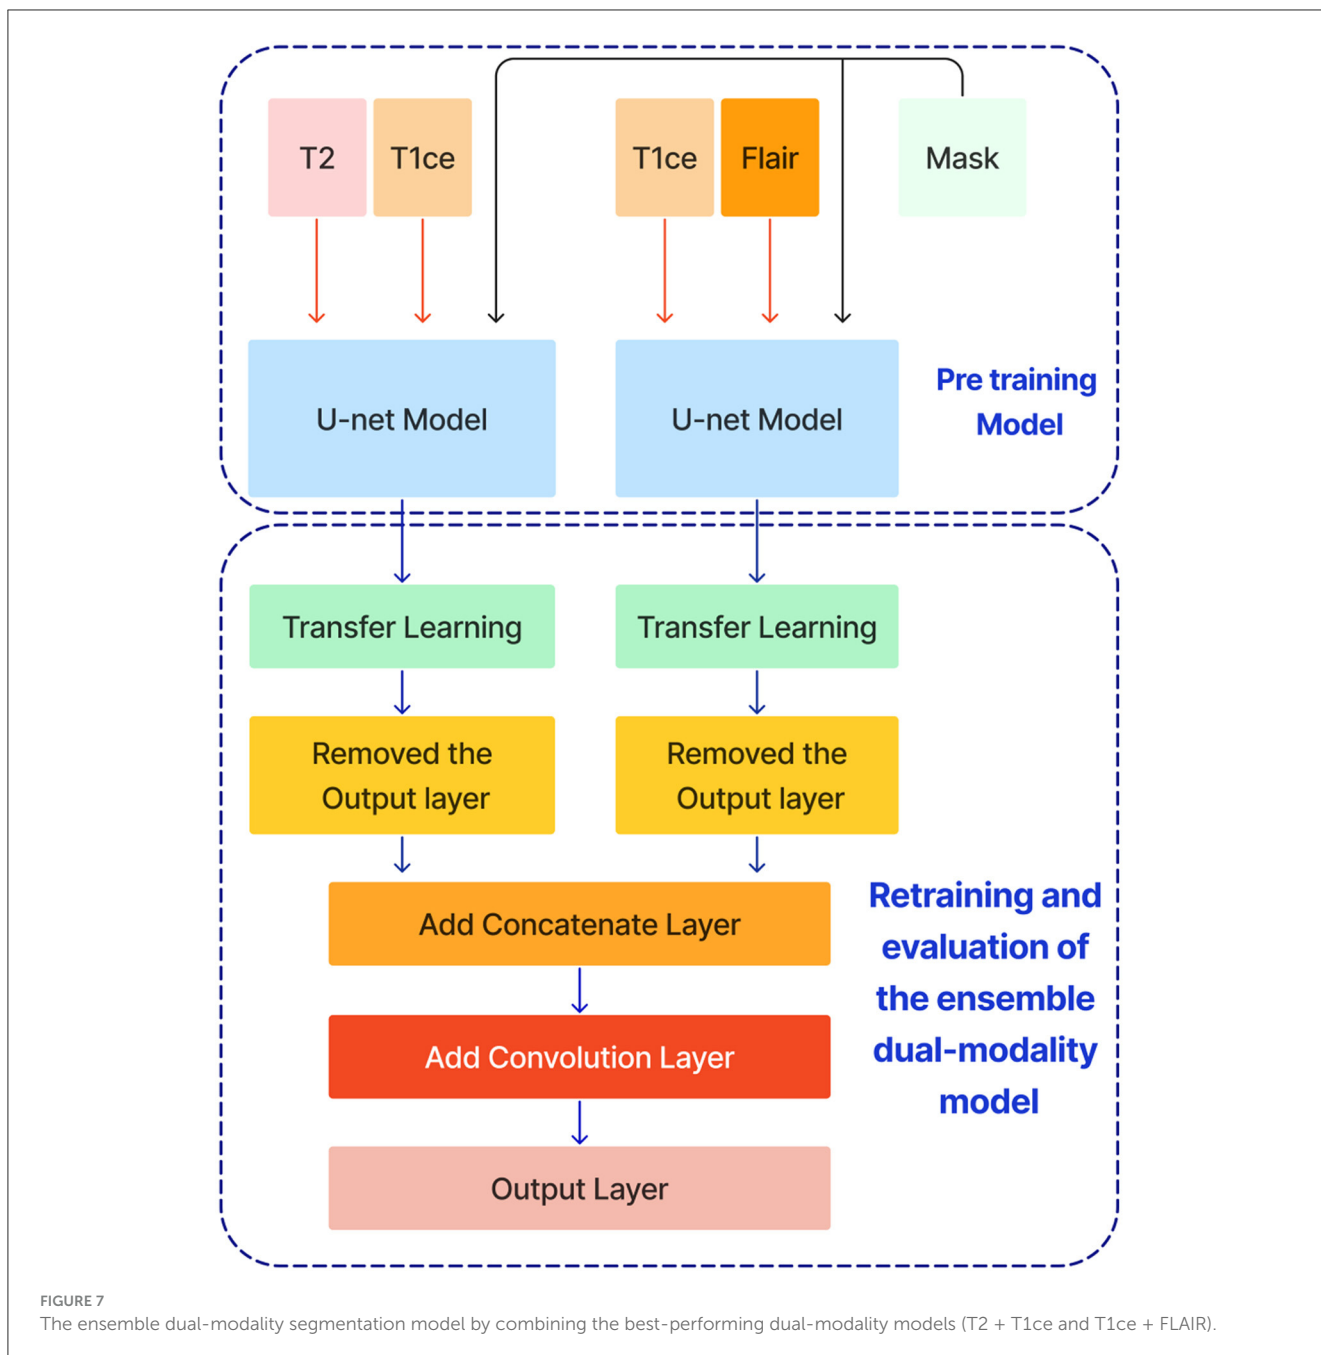 T2
T1ce
T1ce
Flair
Mask
U-net Model
U-net Model
Pre training
Model
Transfer Learning
Transfer Learning
Removed the
Output layer
Removed the
Output layer
Add Concatenate Layer
Add Convolution Layer
Output Layer
Retraining and
evaluation of
the ensemble
dual-modality
model
FIGURE 7
The ensemble dual-modality segmentation model by combining the best-performing dual-modality models (T2 + T1ce and T1ce + FLAIR).